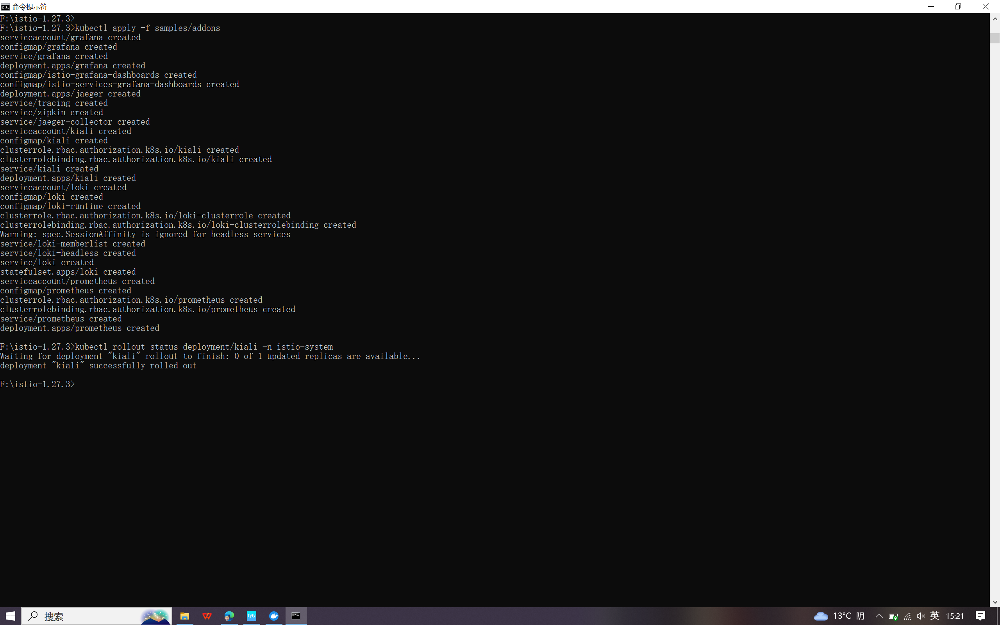 命令提示符
F:\istio-1.27.3>
F:\istio-1.27.3>kubectl apply -f samples/addons
serviceaccount/grafana created
configmap/grafana created
service/grafana created
deployment.apps/grafana created
configmap/istio-grafana-dashboards created
configmap/istio-services-grafana-dashboards created
deployment.apps/jaeger created
service/tracing created
service/zipkin created
service/jaeger-collector created
serviceaccount/kiali created
configmap/kiali created
clusterrole.rbac.authorization.k8s.io/kiali created
clusterrolebinding.rbac.authorization.k8s.io/kiali created
service/kiali created
deployment.apps/kiali created
serviceaccount/loki created
configmap/loki created
configmap/loki-runtime created
clusterrole.rbac.authorization.k8s.io/loki-clusterrole created
clusterrolebinding.rbac.authorization.k8s.io/loki-clusterrolebinding created
Warning: spec.SessionAffinity is ignored for headless services
service/loki-memberlist created
service/loki-headless created
service/loki created
statefulset.apps/loki created
serviceaccount/prometheus created
configmap/prometheus created
clusterrole.rbac.authorization.k8s.io/prometheus created
clusterrolebinding.rbac.authorization.k8s.io/prometheus created
service/prometheus created
deployment.apps/prometheus created
F:\istio-1.27.3>kubectl rollout status deployment/kiali -n istio-system
Waiting for deployment "kiali" rollout to finish: 0 of 1 updated replicas are available...
deployment "kiali" successfully rolled out
F:\istio-1.27.3>
搜索 Tyty 13°C 阴 英 15:21